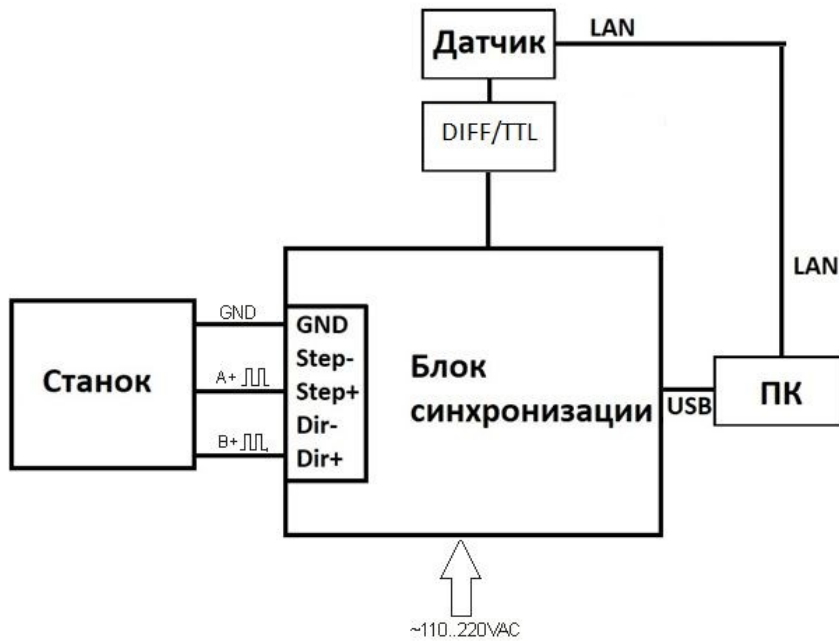 Датчик
LAN
DIFF/TTL
LAN
GND
GND
Step-
Станок
A+
Step+
Dir-
B+
Dir+
Блок
синхронизации
USB
ПК
~110..220VAC